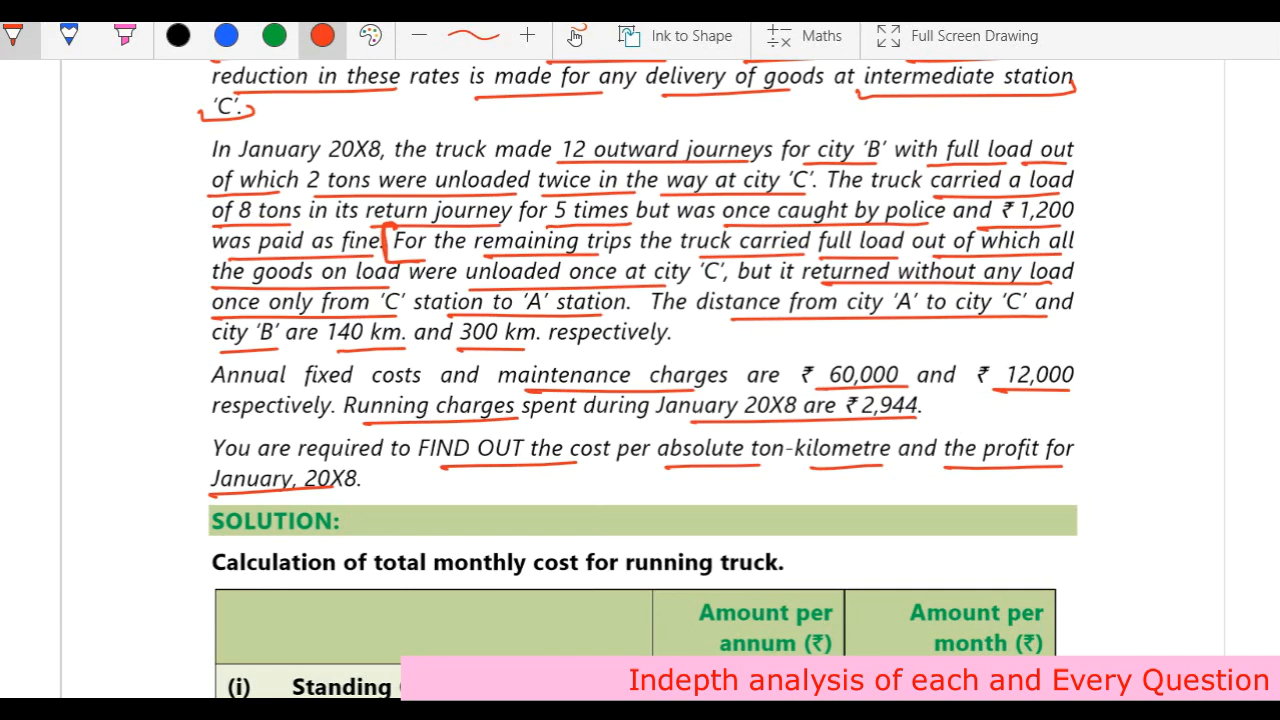 Ink to Shape Maths Full Screen Drawing
reduction in these rates is made for any delivery of goods at intermediate station
‘C’.
In January 20X8, the truck made 12 outward journeys for city ‘B’ with full load out
of which 2 tons were unloaded twice in the way at city ‘C’. The truck carried a load
of 8 tons in its return journey for 5 times but was once caught by police and ₹ 1,200
was paid as fine. For the remaining trips the truck carried full load out of which all
the goods on load were unloaded once at city ‘C’, but it returned without any load
once only from ‘C’ station to ‘A’ station. The distance from city ‘A’ to city ‘C’ and
city ‘B’ are 140 km. and 300 km. respectively.
Annual fixed costs and maintenance charges are ₹ 60,000 and ₹ 12,000
respectively. Running charges spent during January 20X8 are ₹ 2,944.
You are required to FIND OUT the cost per absolute ton-kilometre and the profit for
January, 20X8.
SOLUTION:
Calculation of total monthly cost for running truck.
Amount per Amount per
annum (₹) month (₹)
(i) Standing
Indepth analysis of each and Every Question